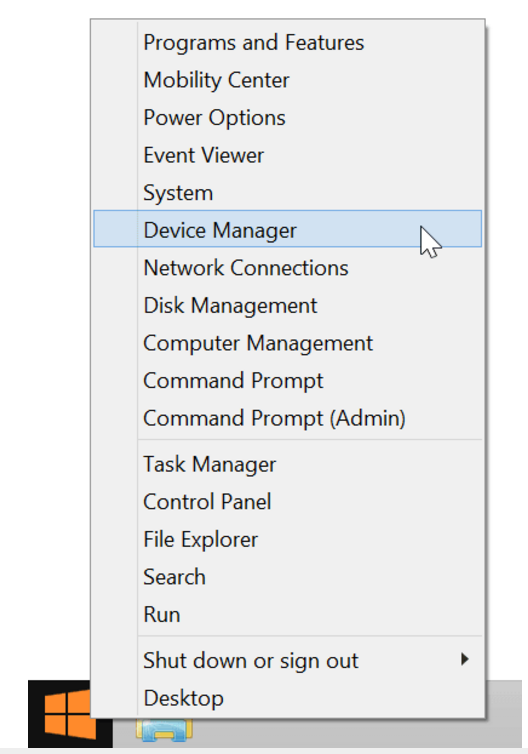 Programs and Features
Mobility Center
Power Options
Event Viewer
System
Device Manager
Network Connections
Disk Management
Computer Management
Command Prompt
Command Prompt (Admin)
Task Manager
Control Panel
File Explorer
Search
Run
Shut down or sign out
Desktop